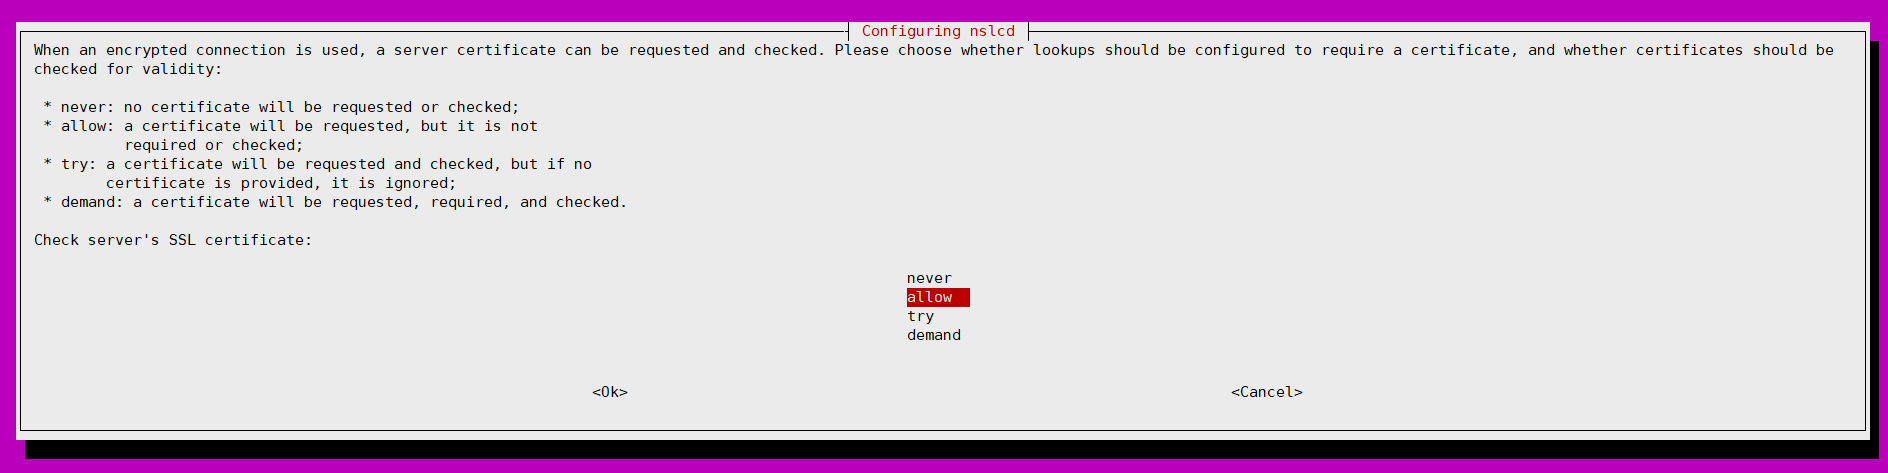 Configuring nslcd
When an encrypted connection is used, a server certificate can be requested and checked. Please choose whether lookups should be configured to require a certificate, and whether certificates should be
checked for validity:
* never: no certificate will be requested or checked;
* allow: a certificate will be requested, but it is not
required or checked;
* try: a certificate will be requested and checked, but if no
certificate is provided, it is ignored;
* demand: a certificate will be requested, required, and checked.
Check server's SSL certificate:
never
allow
try
demand
<Ok> <Cancel>